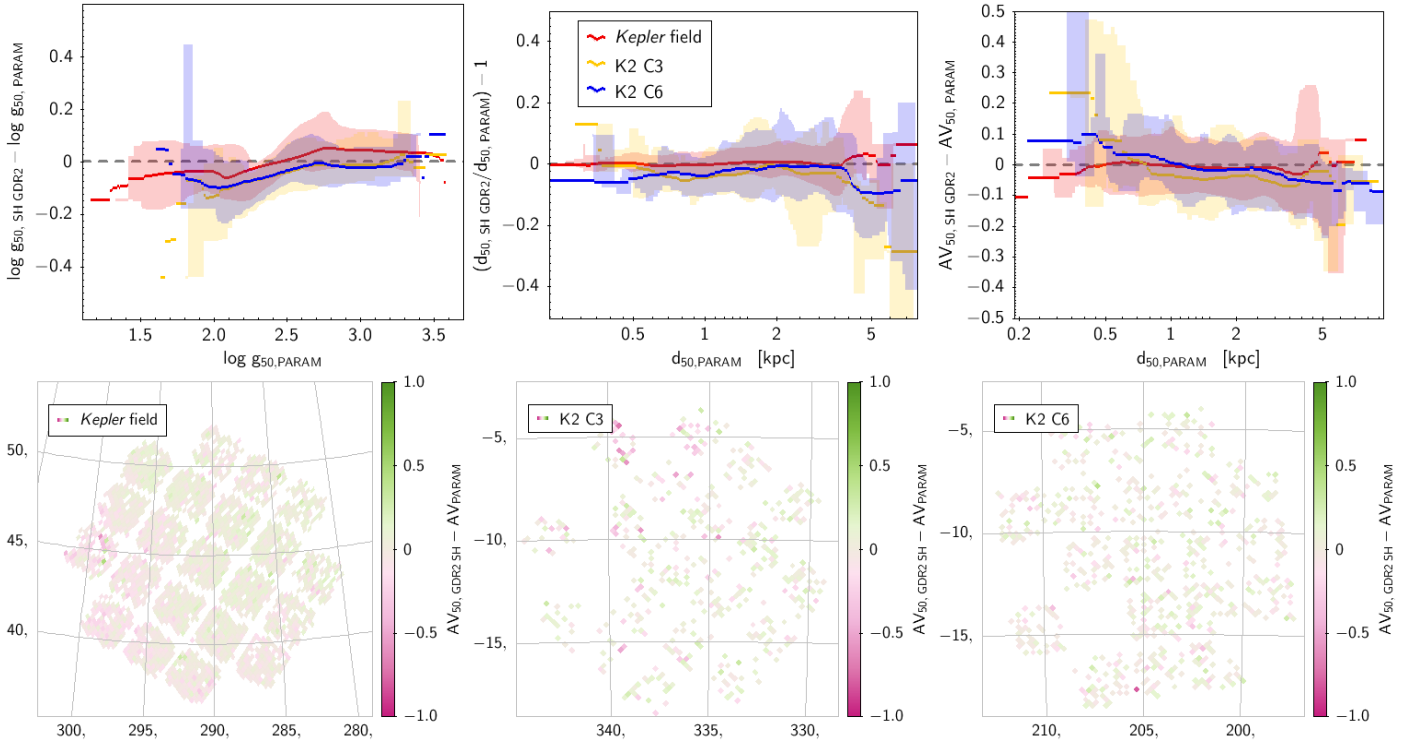 0.4
0.2
0
−0.2
−0.4
log g50, SH GDR2 − log g50, PARAM
1.5 2.0 2.5 3.0 3.5
log g50,PARAM
0.4
0.2
0
−0.2
−0.4
(d50, SH GDR2/d50, PARAM) − 1
Kepler field
K2 C3
K2 C6
0.5 1 2 5
d50,PARAM [kpc]
0.5
0.4
0.3
0.2
0.1
0
−0.1
−0.2
−0.3
−0.4
−0.5
AV50, SH GDR2 − AV50, PARAM
0.2 0.5 1 2 5
d50,PARAM [kpc]
Kepler field
50,
45,
40,
300, 295, 290, 285, 280,
1.0
0.5
0
−0.5
−1.0
AV50, GDR2 SH − AVPARAM
K2 C3
−5,
−10,
−15,
340, 335, 330,
1.0
0.5
0
−0.5
−1.0
AV50, GDR2 SH − AVPARAM
K2 C6
−5,
−10,
−15,
210, 205, 200,
1.0
0.5
0
−0.5
−1.0
AV50, GDR2 SH − AVPARAM